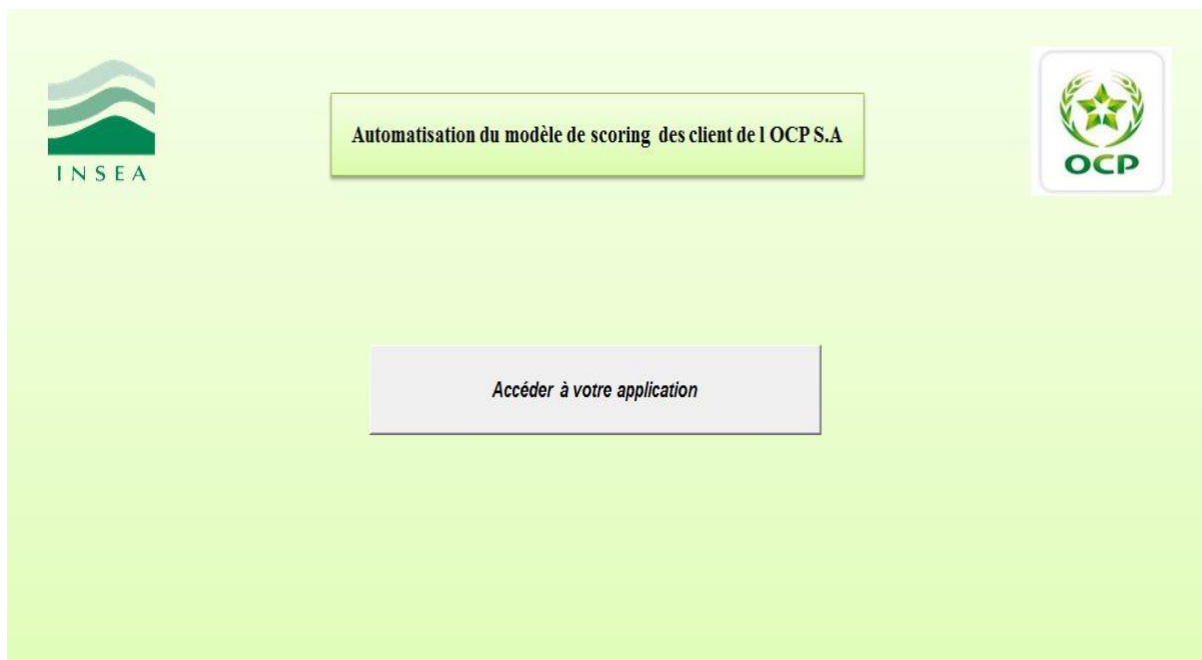 INSEA
Automatisation du modèle de scoring des client de l OCP S.A
OCP
Accéder à votre application